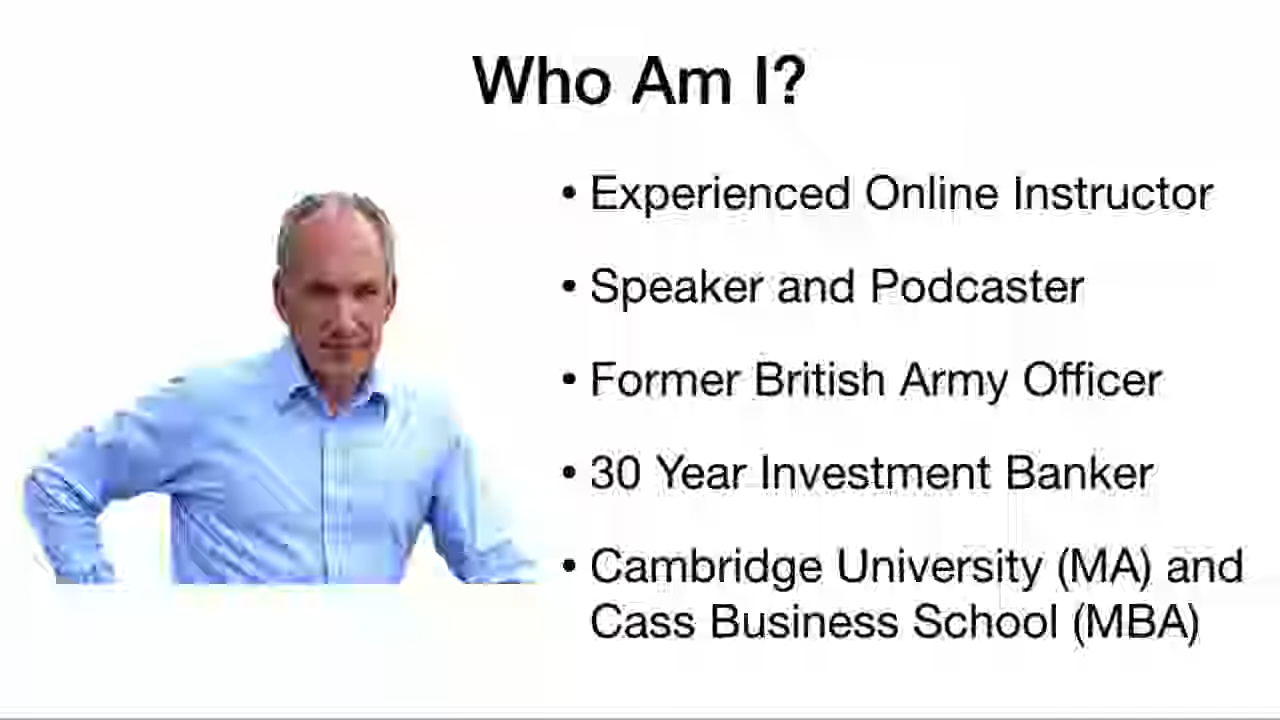 Who Am I?
• Experienced Online Instructor
• Speaker and Podcaster
• Former British Army Officer
• 30 Year Investment Banker
• Cambridge University (MA) and
Cass Business School (MBA)